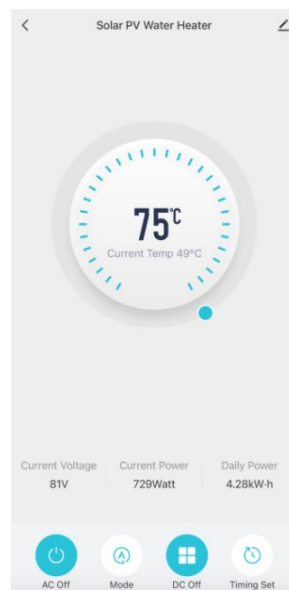 Solar PV Water Heater
75°C
Current Temp 49°C
Current Voltage Current Power Daily Power
81V 729Watt 4.28kW·h
AC Off Mode DC Off Timing Set